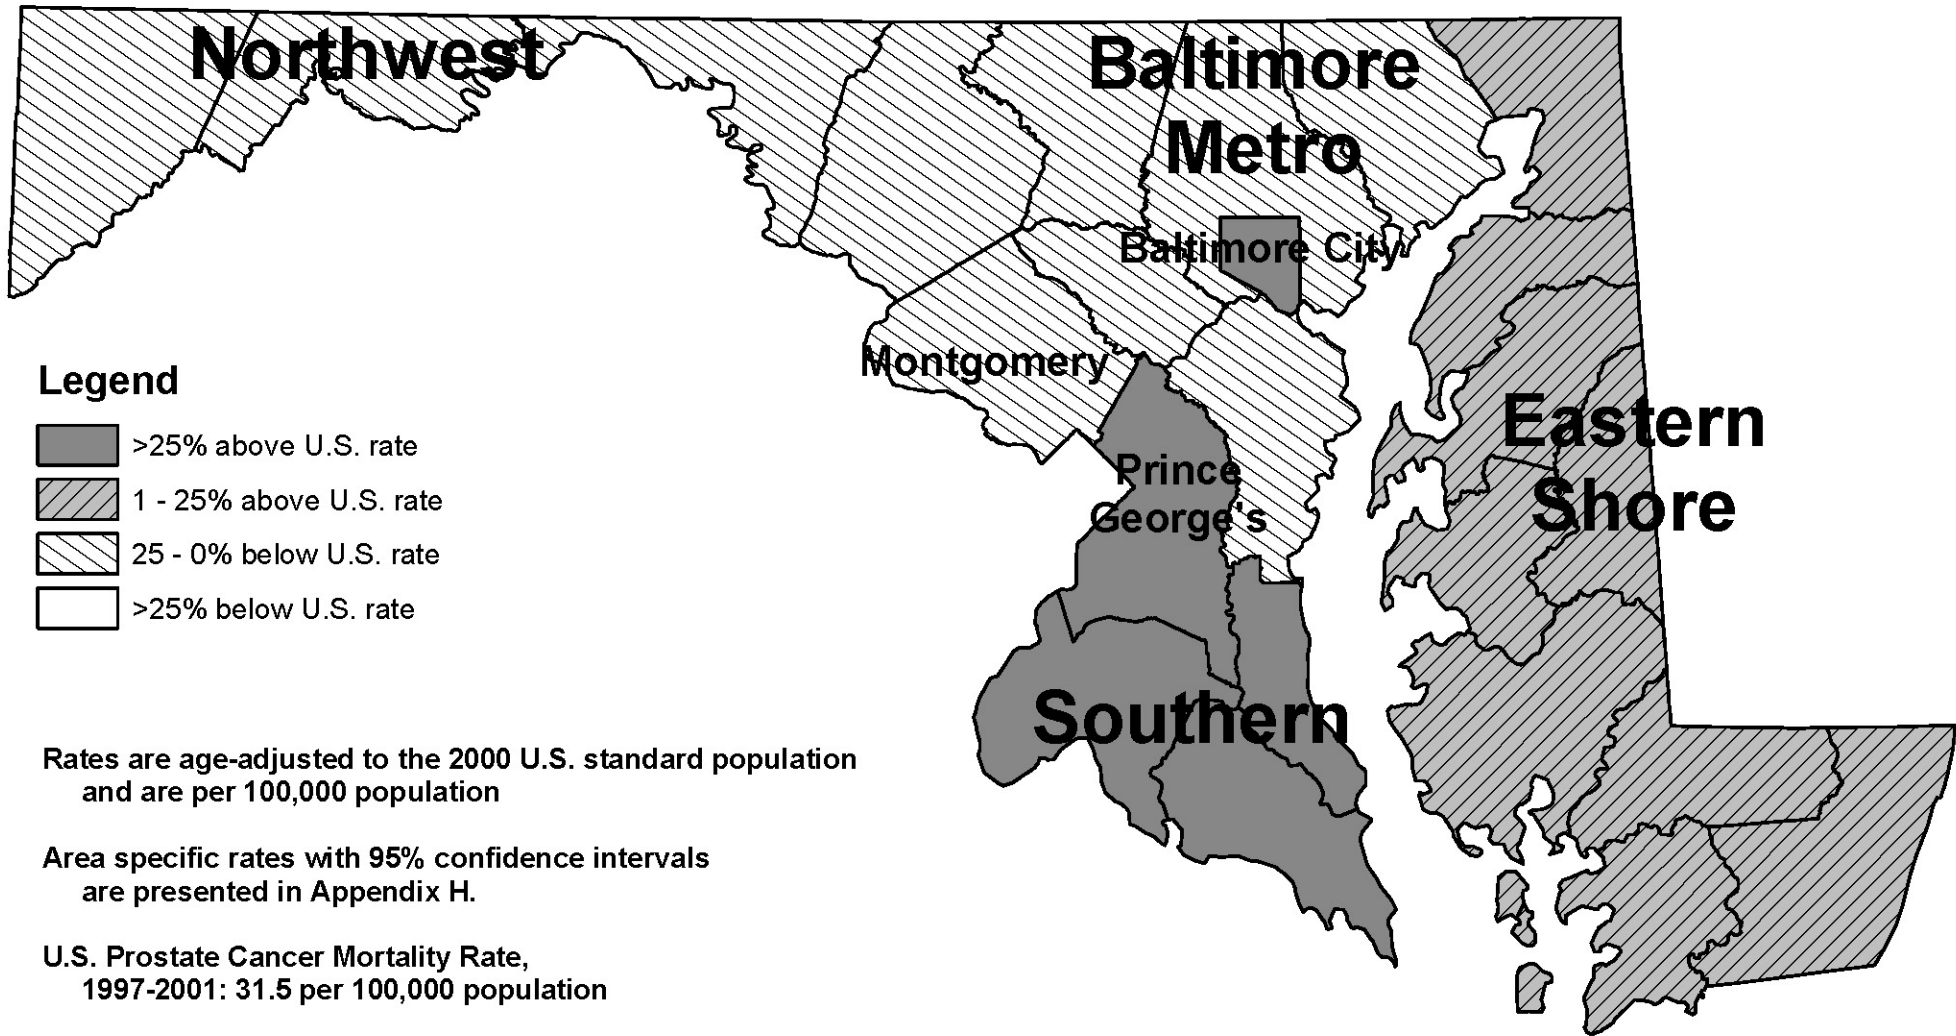 Northwest
Baltimore
Metro
Baltimore City
Montgomery
Prince
George's
Eastern
Shore
Southern
Legend
>25% above U.S. rate
1 - 25% above U.S. rate
25 - 0% below U.S. rate
>25% below U.S. rate
Rates are age-adjusted to the 2000 U.S. standard population
and are per 100,000 population
Area specific rates with 95% confidence intervals
are presented in Appendix H.
U.S. Prostate Cancer Mortality Rate,
1997-2001: 31.5 per 100,000 population